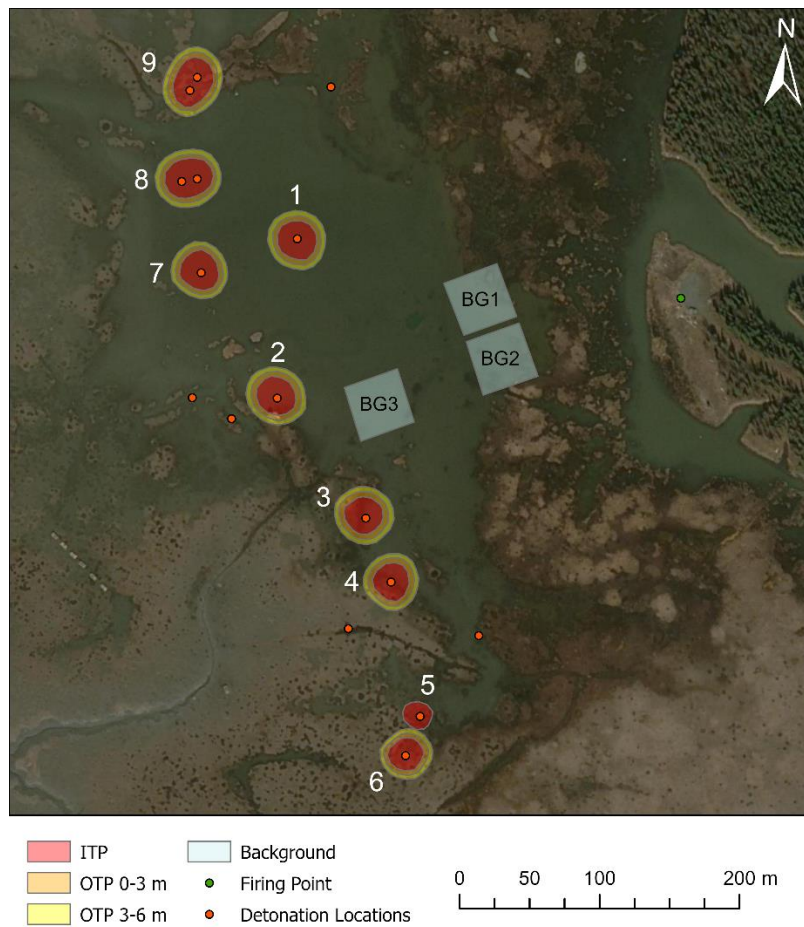 N
9
8
1
7
BG1
BG2
2
BG3
3
4
5
6
ITP
Background
OTP 0-3 m
Firing Point
OTP 3-6 m
Detonation Locations
0 50 100 200 m